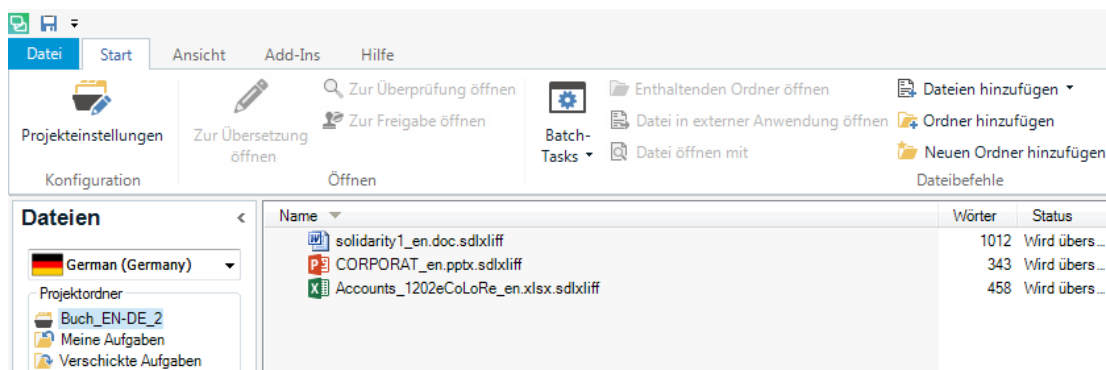 Datei Start Ansicht Add-Ins Hilfe
Projekteinstellungen
Konfiguration
Zur Übersetzung
öffnen
Zur Überprüfung öffnen
Zur Freigabe öffnen
Öffnen
Batch-
Tasks
Enthaltenden Ordner öffnen
Datei in externer Anwendung öffnen
Datei öffnen mit
Dateien hinzufügen
Ordner hinzufügen
Neuen Ordner hinzufügen
Dateibefehle
Dateien <
German (Germany)
Projektordner
Buch_EN-DE_2
Meine Aufgaben
Verschickte Aufgaben
Name Wörter Status
solidarity1_en.doc.sdlxliff 1012 Wird übers...
CORPORAT_en.pptx.sdlxliff 343 Wird übers...
Accounts_1202eCoLoRe_en.xlsx.sdlxliff 458 Wird übers...